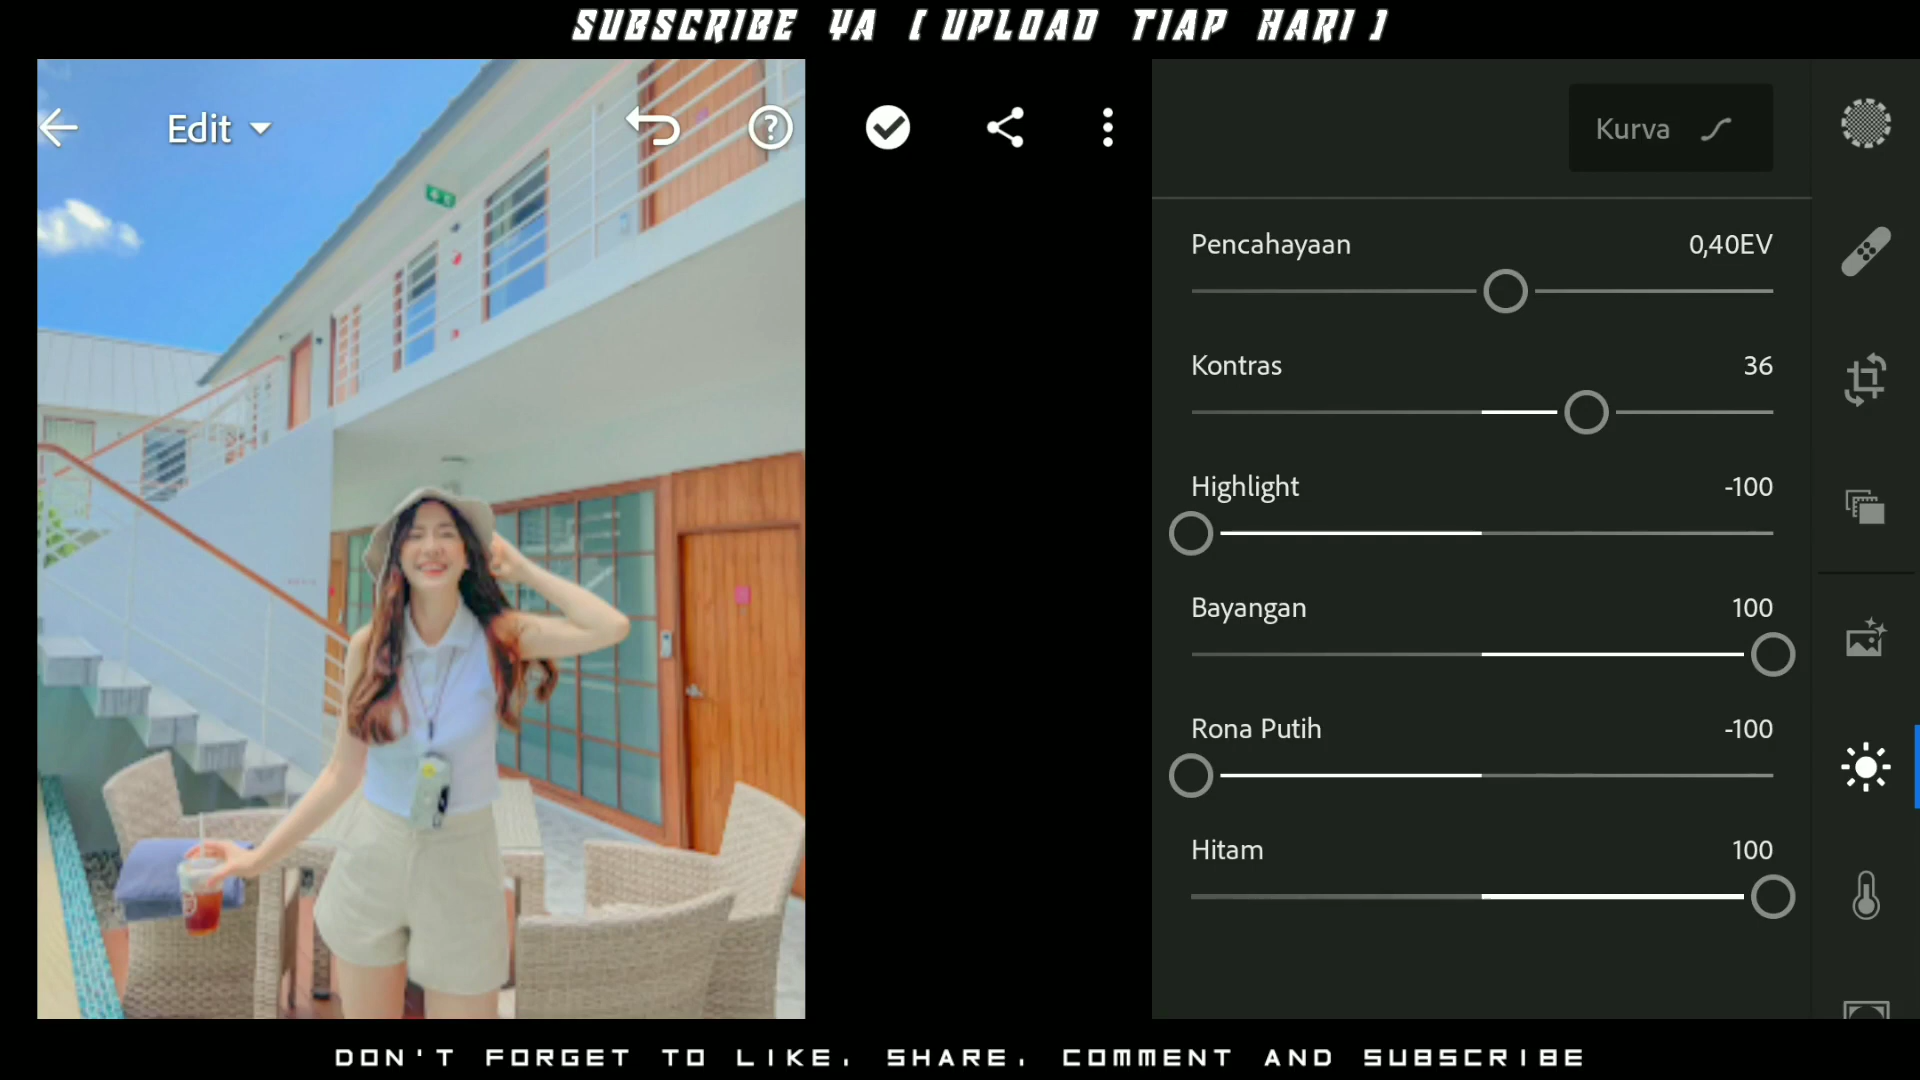 SUBSCRIBE YA [ UPLOAD TIAP HARI ]
Edit
Kurva
Pencahayaan 0,40EV
Kontras 36
Highlight -100
Bayangan 100
Rona Putih -100
Hitam 100
DON'T FORGET TO LIKE, SHARE, COMMENT AND SUBSCRIBE